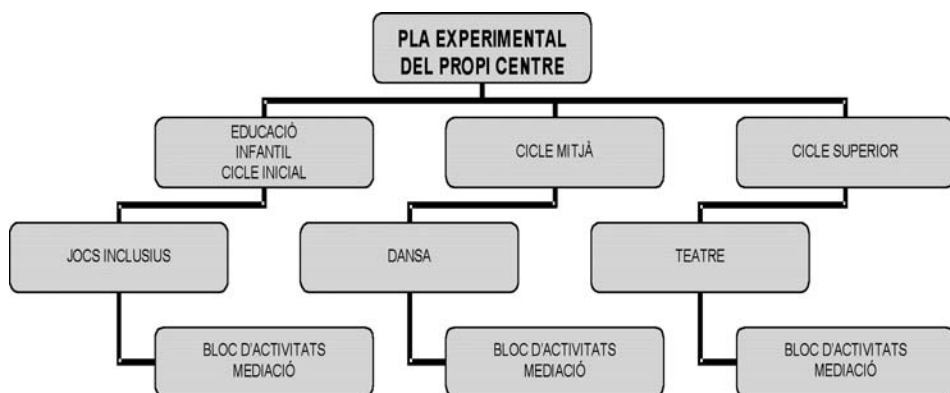 PLA EXPERIMENTAL
DEL PROPI CENTRE
EDUCACIÓ
INFANTIL
CICLE INICIAL
CICLE MITJÀ
CICLE SUPERIOR
JOCS INCLUSIUS
DANSA
TEATRE
BLOC D'ACTIVITATS
MEDIACIÓ
BLOC D'ACTIVITATS
MEDIACIÓ
BLOC D'ACTIVITATS
MEDIACIÓ